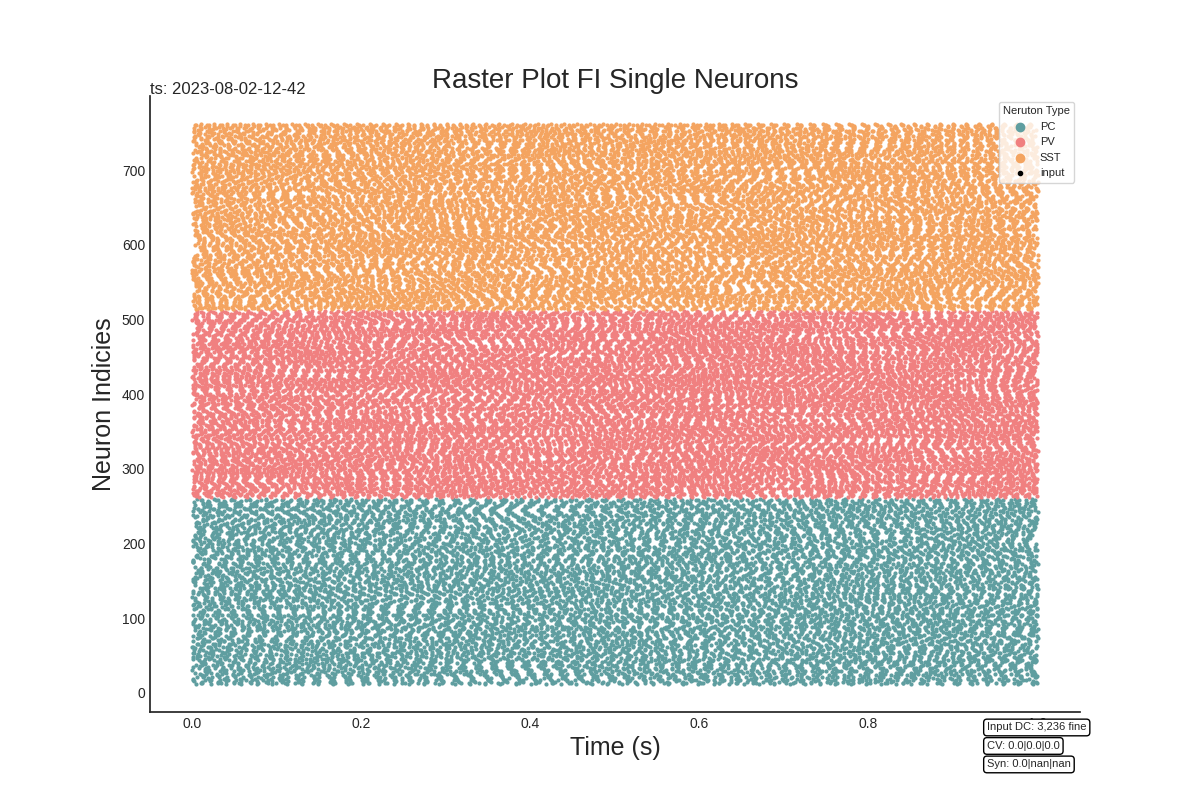 Raster Plot FI Single Neurons
ts: 2023-08-02-12-42
Neruton Type
PC
PV
SST
input
Neuron Indicies
700
600
500
400
300
200
100
0
0.0 0.2 0.4 0.6 0.8
Time (s)
Input DC: 3,236 fine
CV: 0.0|0.0|0.0
Syn: 0.0|nan|nan